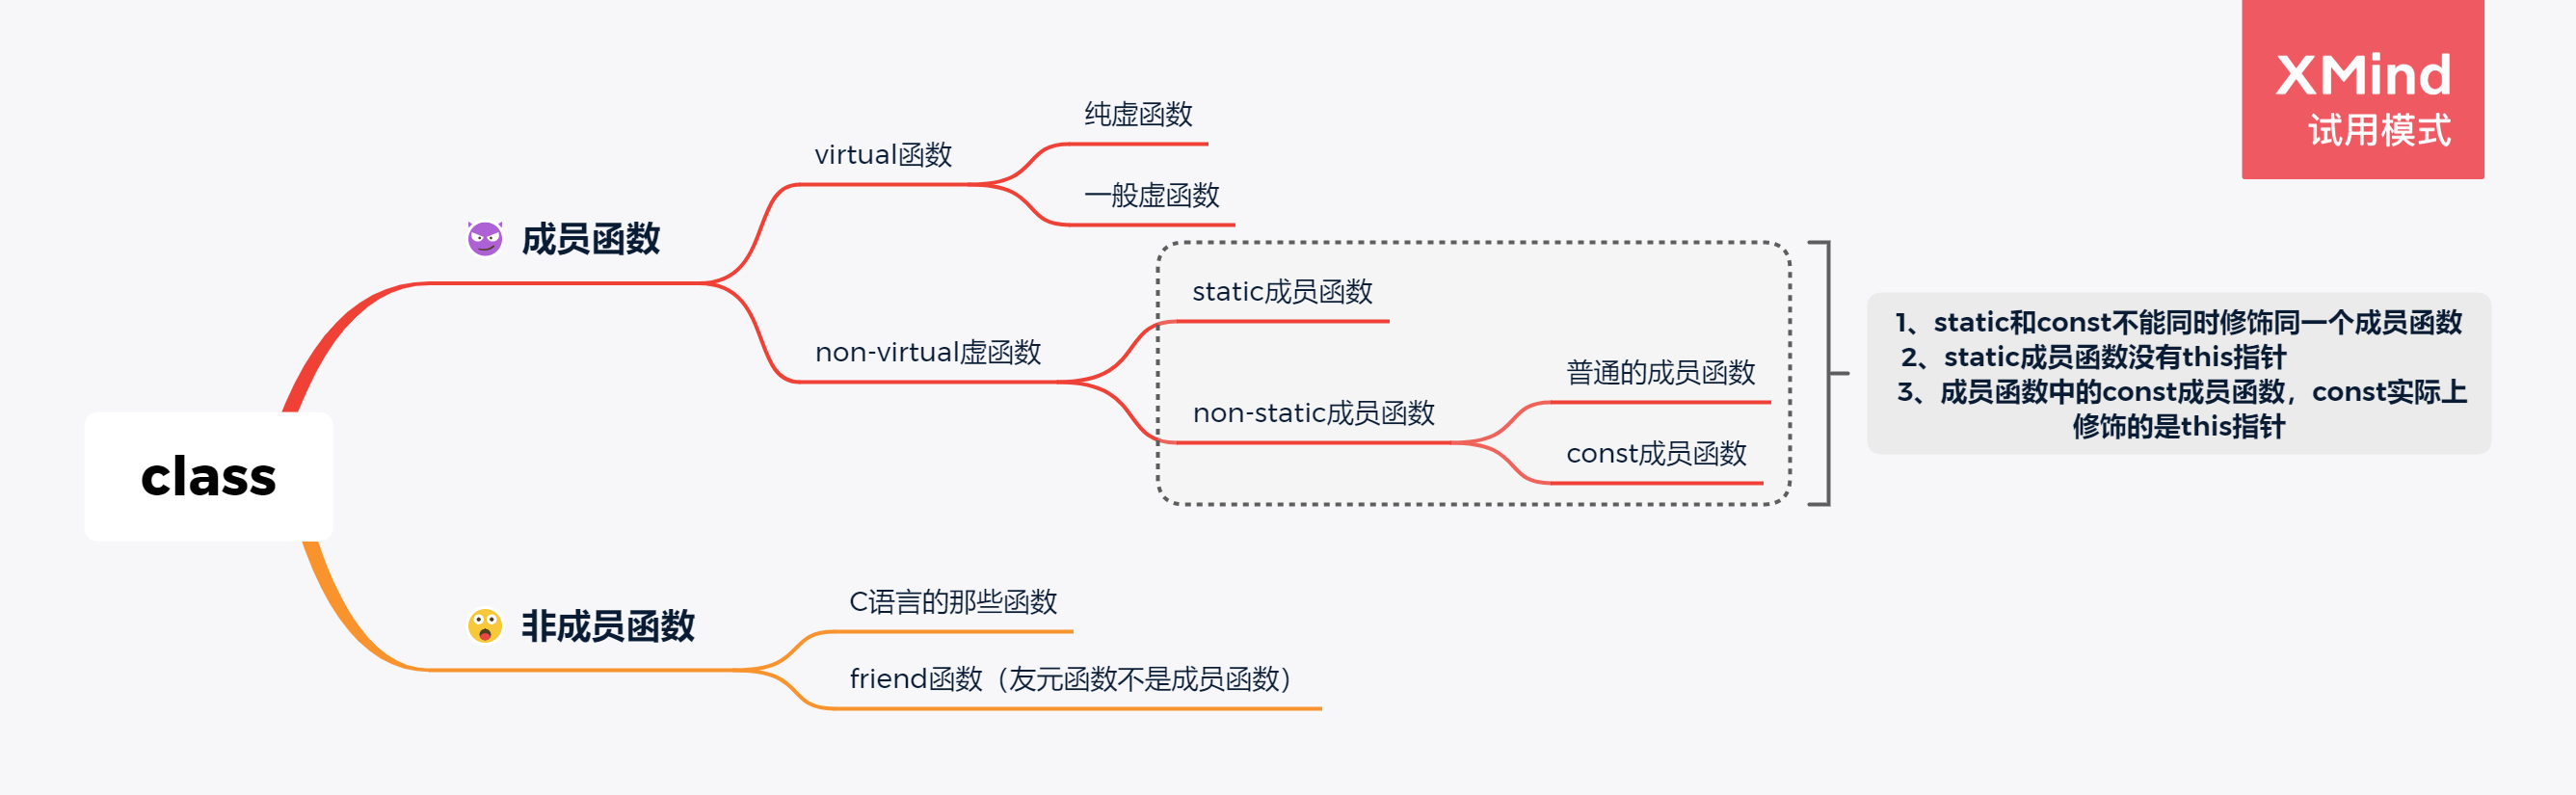 XMind
试用模式
class
成员函数
virtual函数
纯虚函数
一般虚函数
non-virtual虚函数
static成员函数
non-static成员函数
普通的成员函数
const成员函数
1、static和const不能同时修饰同一个成员函数
2、static成员函数没有this指针
3、成员函数中的const成员函数，const实际上
修饰的是this指针
非成员函数
C语言的那些函数
friend函数（友元函数不是成员函数）